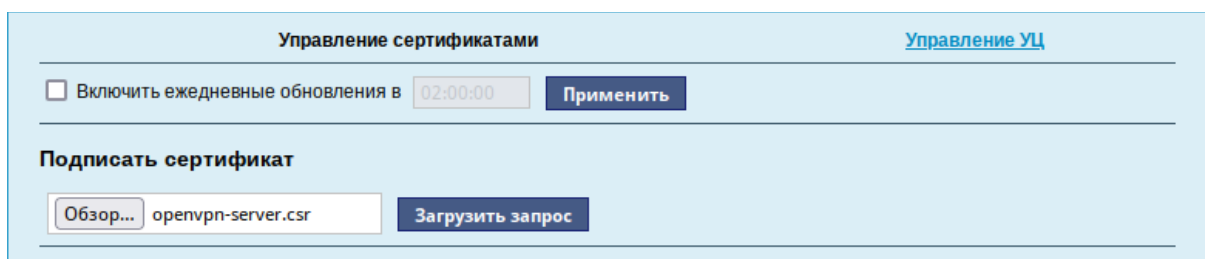 Управление сертификатами Управление УЦ
Включить ежедневные обновления в 02:00:00 Применить
Подписать сертификат
Обзор... openvpn-server.csr Загрузить запрос